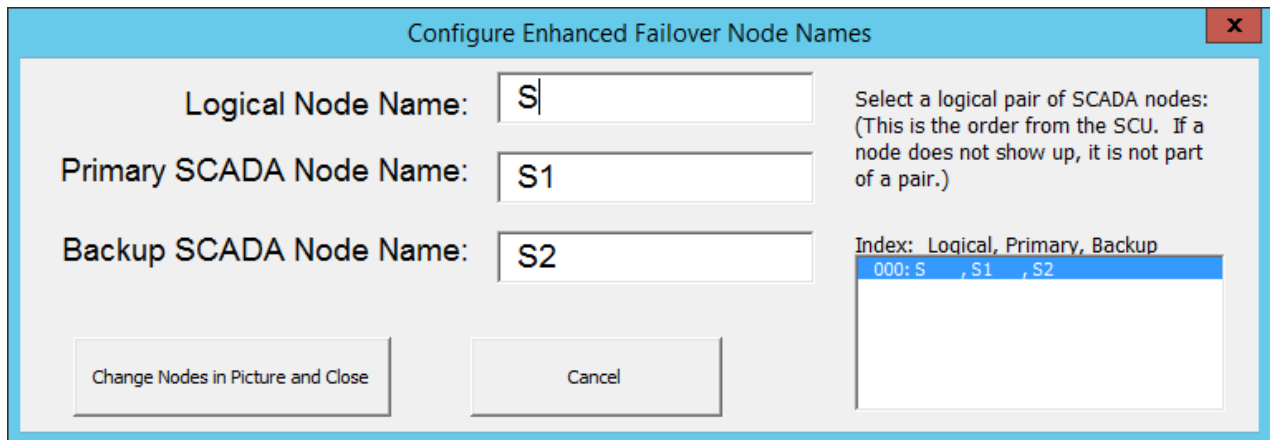 Configure Enhanced Failover Node Names
x
Logical Node Name: S
Primary SCADA Node Name: S1
Backup SCADA Node Name: S2
Select a logical pair of SCADA nodes:
(This is the order from the SCU.  If a
node does not show up, it is not part
of a pair.)
Index:  Logical, Primary, Backup
000: S     , S1     , S2
Change Nodes in Picture and Close
Cancel